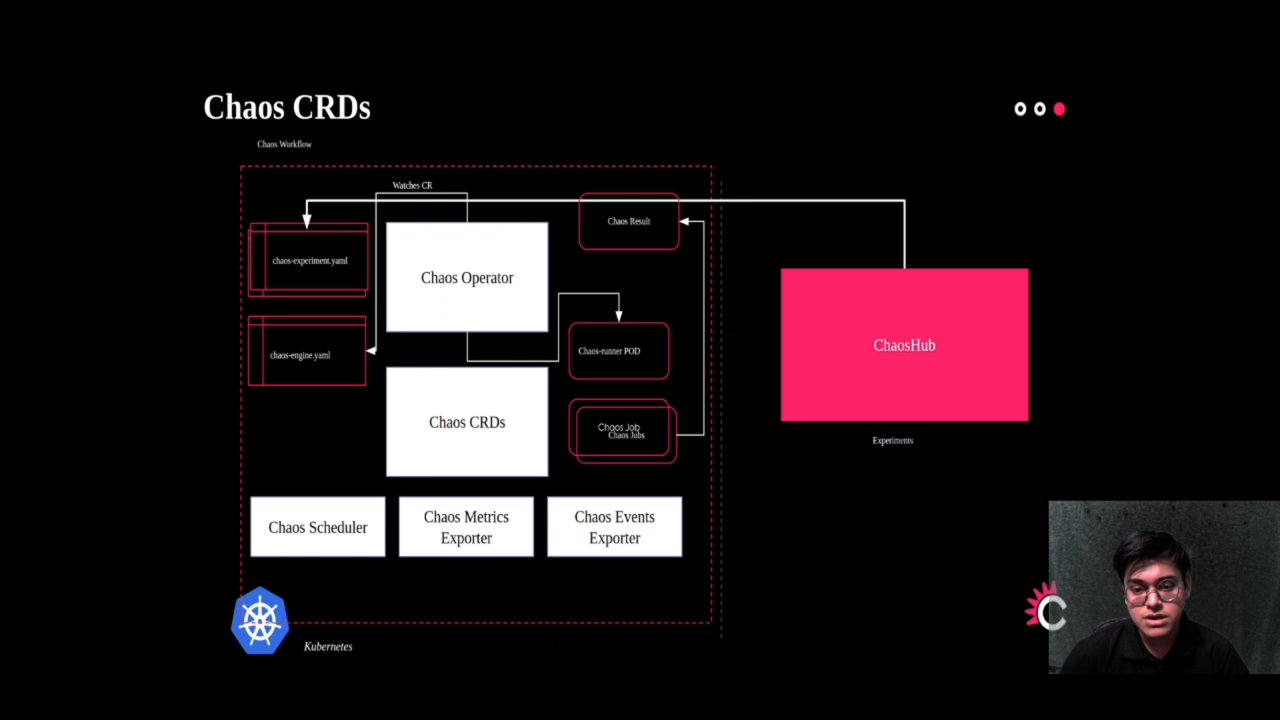 Chaos CRDs
Chaos Workflow
Watches CR
Chaos Result
chaos-experiment.yaml
Chaos Operator
ChaosHub
Chaos-runner POD
chaos-engine.yaml
Chaos CRDs
Chaos Job
Chaos Jobs
Experiments
Chaos Scheduler
Chaos Metrics
Exporter
Chaos Events
Exporter
Kubernetes